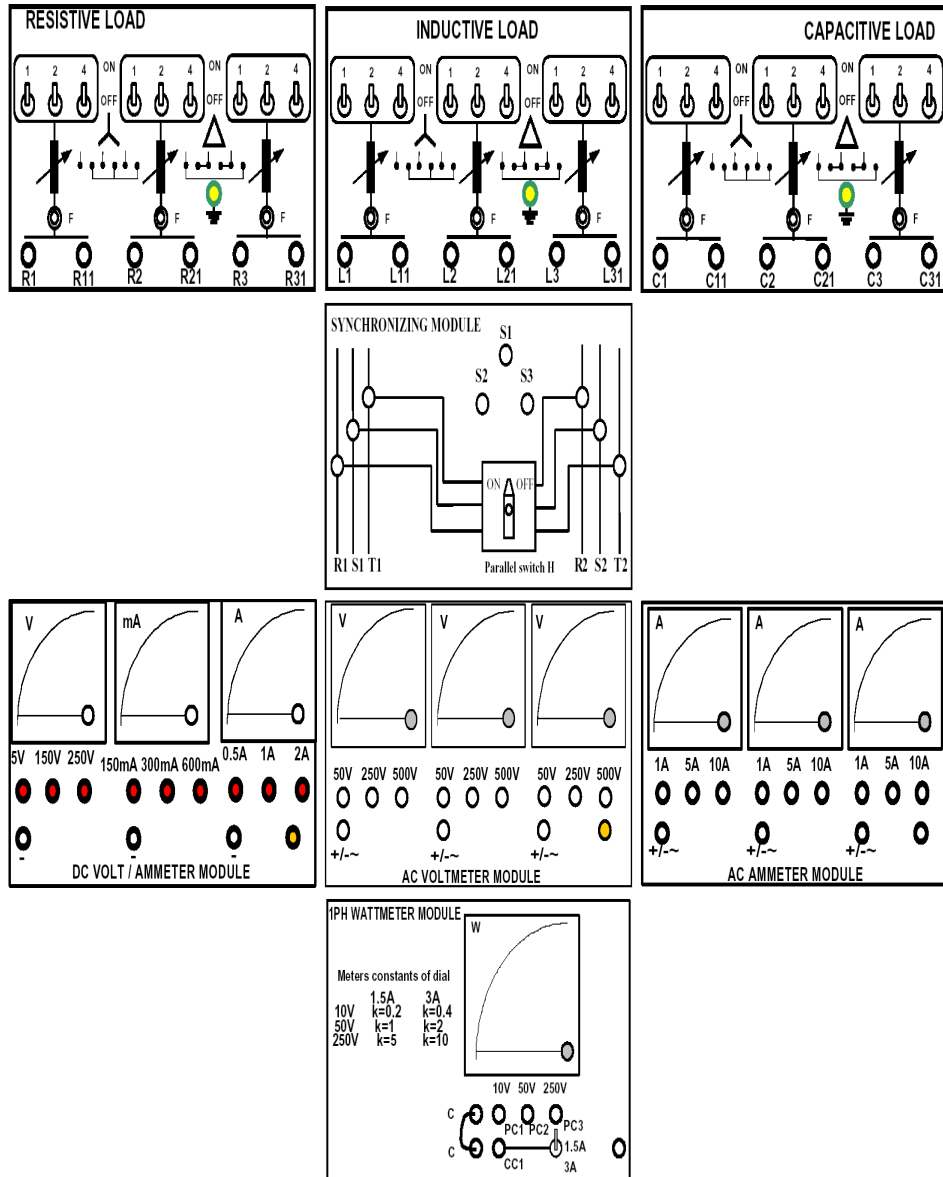 RESISTIVE LOAD
1 2 4 ON 1 2 4 ON 1 2 4
OFF OFF
F F F
R1 R11 R2 R21 R3 R31
INDUCTIVE LOAD
1 2 4 ON 1 2 4 ON 1 2 4
OFF OFF
F F F
L1 L11 L2 L21 L3 L31
CAPACITIVE LOAD
1 2 4 ON 1 2 4 ON 1 2 4
OFF OFF
F F F
C1 C11 C2 C21 C3 C31
SYNCHRONIZING MODULE
S1
S2 S3
ON OFF
R1 S1 T1 Parallel switch H R2 S2 T2
V mA A
5V 150V 250V 150mA 300mA 600mA 0.5A 1A 2A
- - -
DC VOLT / AMMETER MODULE
V V V
50V 250V 500V 50V 250V 500V 50V 250V 500V
+/-~ +/-~ +/-~
AC VOLTMETER MODULE
A A A
1A 5A 10A 1A 5A 10A 1A 5A 10A
+/-~ +/-~ +/-~
AC AMMETER MODULE
1PH WATTMETER MODULE
W
Meters constants of dial
1.5A 3A
10V k=0.2 k=0.4
50V k=1 k=2
250V k=5 k=10
10V 50V 250V
C PC1 PC2 PC3
C CC1 1.5A
3A